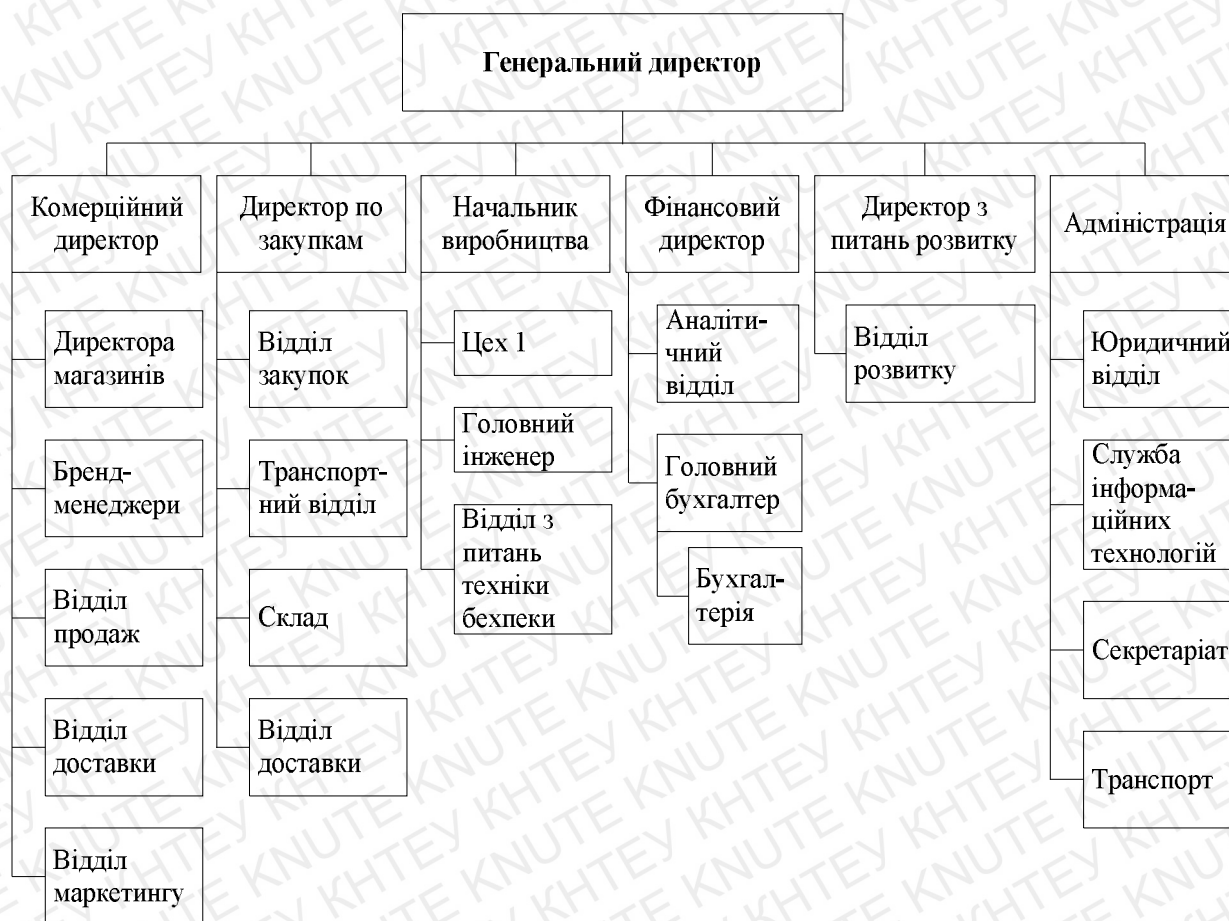 Генеральний директор
Комерційний
директор
Директор по
закупкам
Начальник
виробництва
Фінансовий
директор
Директор з
питань розвитку
Адміністрація
Директора
магазинів
Бренд-
менеджери
Відділ
продаж
Відділ
доставки
Відділ
маркетингу
Відділ
закупок
Транспорт-
ний відділ
Склад
Відділ
доставки
Цех 1
Головний
інженер
Відділ з
питань
техніки
бехпеки
Аналіти-
чний
відділ
Головний
бухгалтер
Бухгал-
терія
Відділ
розвитку
Юридичний
відділ
Служба
інформа-
ційних
технологій
Секретаріат
Транспорт
KHTEУ KNUTE